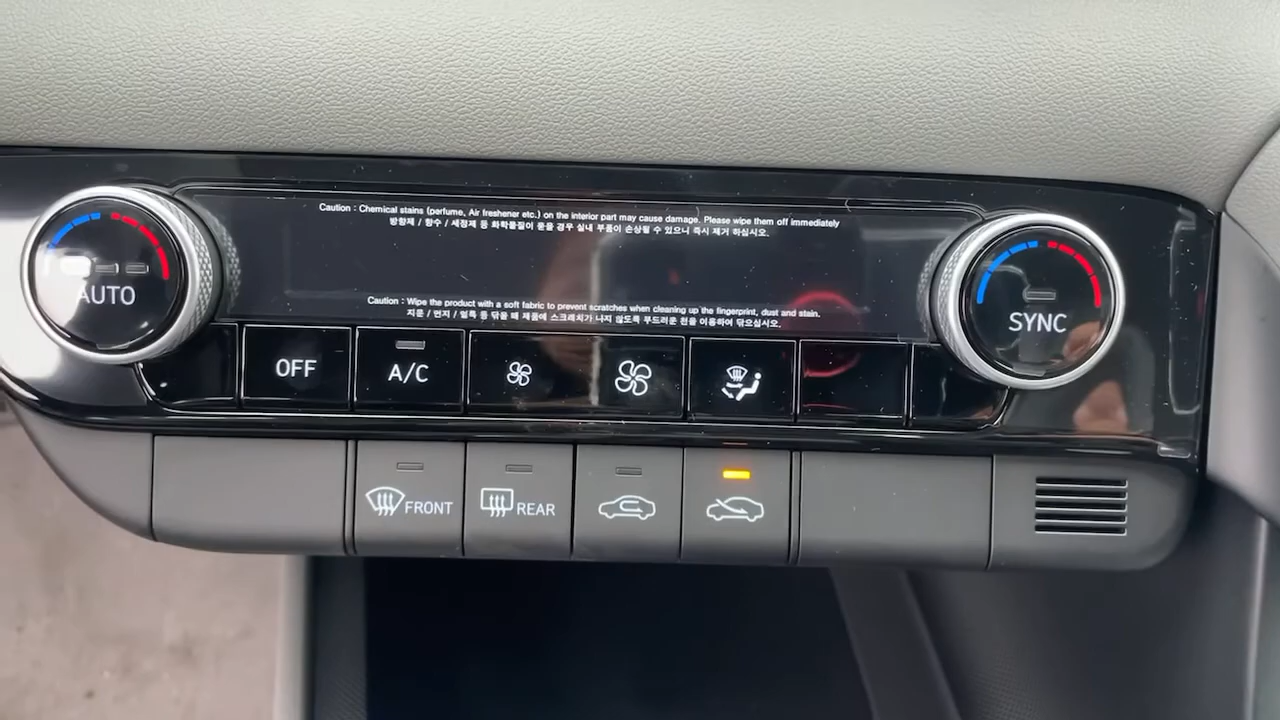 Caution : Chemical stains (perfume, Air freshener etc.) on the interior part may cause damage. Please wipe them off immediately
방향제 / 향수 / 세정제 등 화학물질이 묻을 경우 실내 부품이 손상될 수 있으니 즉시 제거 하십시오.
AUTO
Caution : Wipe the product with a soft fabric to prevent scratches when cleaning up the fingerprint, dust and stain.
지문 / 먼지 / 얼룩 등 닦을 때 제품에 스크래치가 나지 않도록 부드러운 천을 이용하여 닦으십시오.
SYNC
OFF
A/C
FRONT
REAR